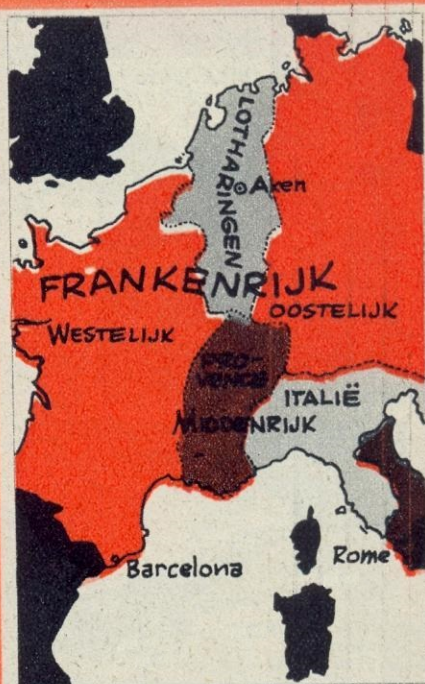 LOTHARINGEN
Aken
FRANKENRIJK
WESTELIJK
OOSTELIJK
PRO-
VENCE
ITALIË
MIDDENRIJK
Barcelona
Rome